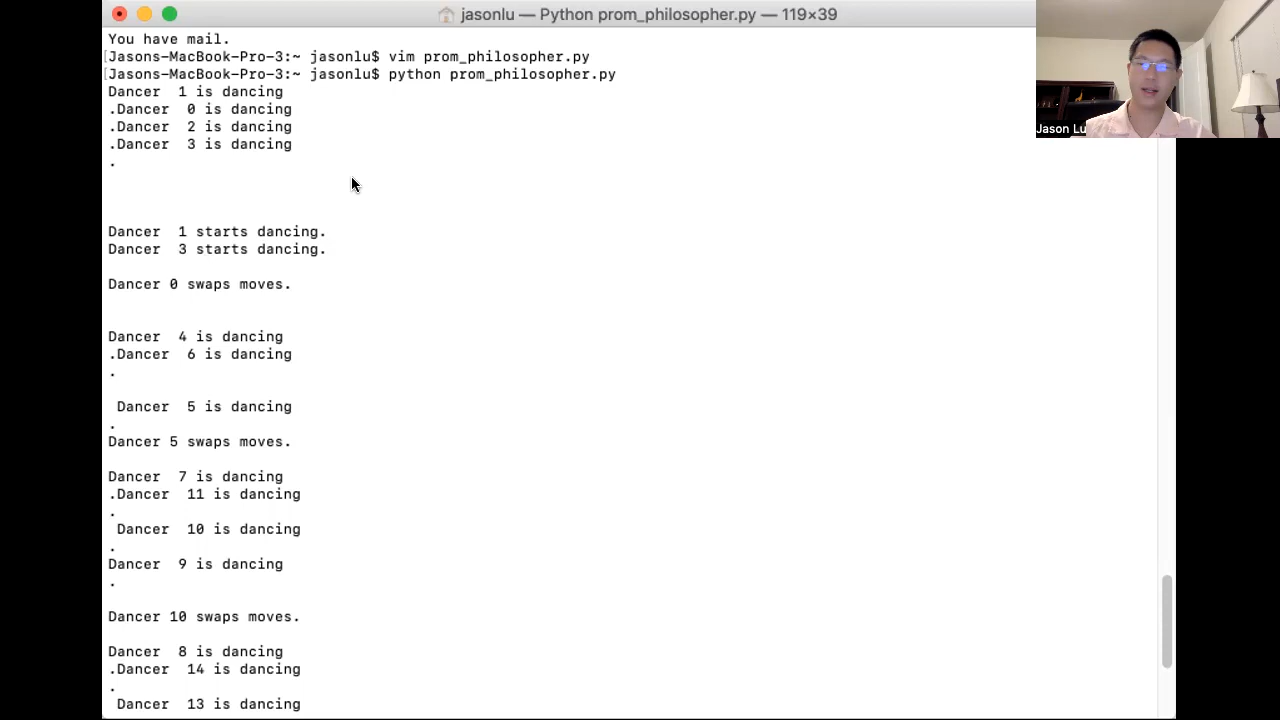 jasonlu — Python prom_philosopher.py — 119×39
You have mail.
[Jasons-MacBook-Pro-3:~ jasonlu$ vim prom_philosopher.py
[Jasons-MacBook-Pro-3:~ jasonlu$ python prom_philosopher.py
Dancer  1 is dancing
.Dancer  0 is dancing
.Dancer  2 is dancing
.Dancer  3 is dancing
.
Jason Lu
Dancer  1 starts dancing.
Dancer  3 starts dancing.
Dancer 0 swaps moves.
Dancer  4 is dancing
.Dancer  6 is dancing
.
 Dancer  5 is dancing
.
Dancer 5 swaps moves.
Dancer  7 is dancing
.Dancer  11 is dancing
.
 Dancer  10 is dancing
.
Dancer  9 is dancing
.
Dancer 10 swaps moves.
Dancer  8 is dancing
.Dancer  14 is dancing
.
 Dancer  13 is dancing